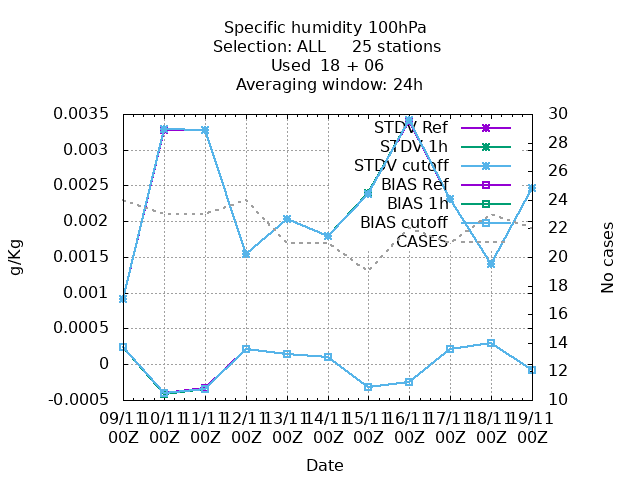 Specific humidity 100hPa
Selection: ALL 25 stations
Used 18 + 06
Averaging window: 24h
0.0035
0.003
0.0025
0.002
0.0015
0.001
0.0005
0
-0.0005
g/Kg
STDV Ref
STDV 1h
STDV cutoff
BIAS Ref
BIAS 1h
BIAS cutoff
CASES
30
28
26
24
22
20
18
16
14
12
10
No cases
09/11 10/11 11/11 12/11 13/11 14/11 15/11 16/11 17/11 18/11 19/11
00Z 00Z 00Z 00Z 00Z 00Z 00Z 00Z 00Z 00Z 00Z
Date